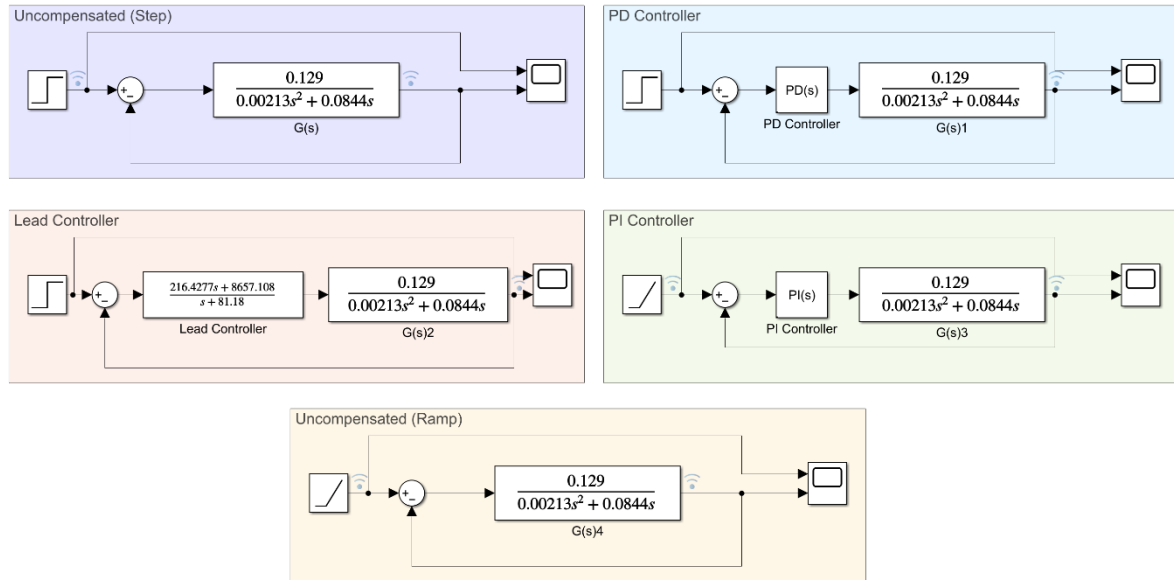 Uncompensated (Step)
+
−
0.129
0.00213s² + 0.0844s
G(s)
PD Controller
+
−
PD(s)
PD Controller
0.129
0.00213s² + 0.0844s
G(s)1
Lead Controller
+
−
216.4277s + 8657.108
s + 81.18
Lead Controller
0.129
0.00213s² + 0.0844s
G(s)2
PI Controller
+
−
PI(s)
PI Controller
0.129
0.00213s² + 0.0844s
G(s)3
Uncompensated (Ramp)
+
−
0.129
0.00213s² + 0.0844s
G(s)4